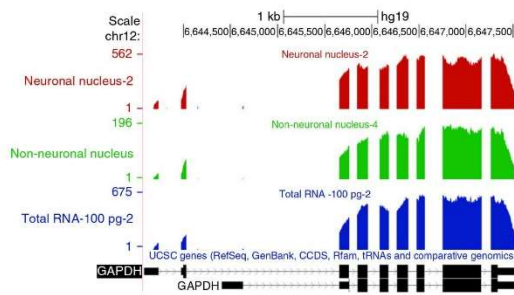 Scale 1 kb hg19
chr12: 6,644,500 6,645,000 6,645,500 6,646,000 6,646,500 6,647,000 6,647,500
562 Neuronal nucleus-2
Neuronal nucleus-2
1
196 Non-neuronal nucleus-4
Non-neuronal nucleus
1
675 Total RNA -100 pg-2
Total RNA-100 pg-2
1
UCSC genes (RefSeq, GenBank, CCDS, Rfam, tRNAs and comparative genomics
GAPDH
GAPDH